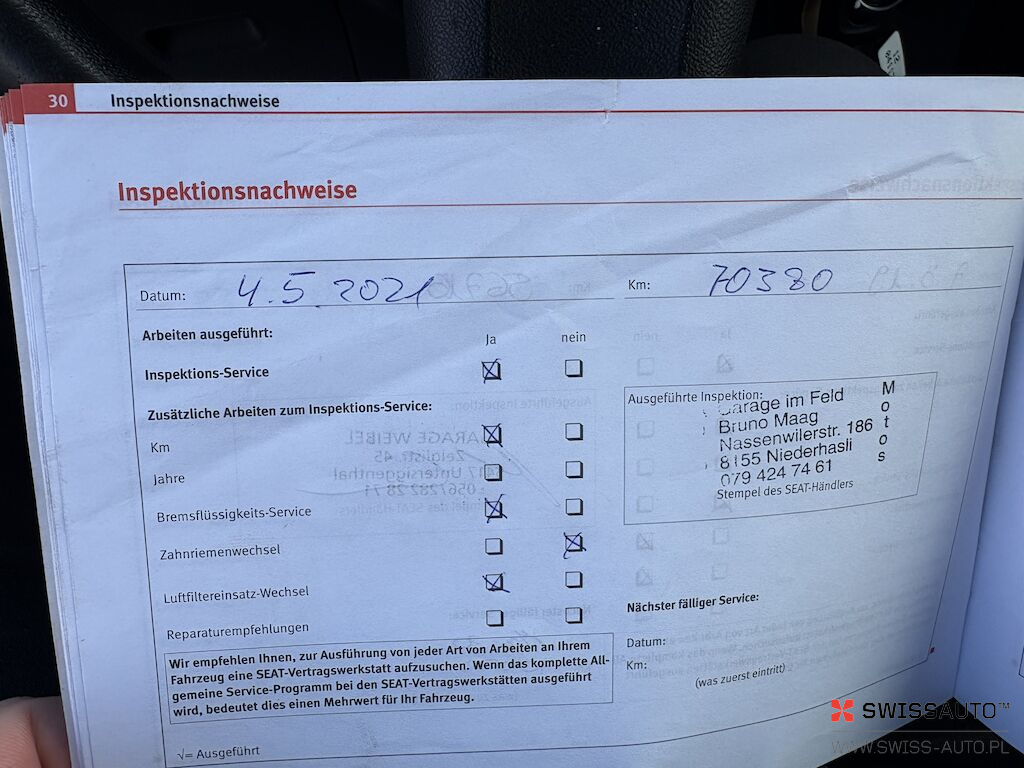 30 Inspektionsnachweise
Inspektionsnachweise
Datum: 4.5.2021 Km: 70380
Arbeiten ausgeführt:
Ja nein
Inspektions-Service
Zusätzliche Arbeiten zum Inspektions-Service:
Km
Jahre
Bremsflüssigkeits-Service
Zahnriemenwechsel
Luftfiltereinsatz-Wechsel
Reparaturempfehlungen
Wir empfehlen Ihnen, zur Ausführung von jeder Art von Arbeiten an Ihrem
Fahrzeug eine SEAT-Vertragswerkstatt aufzusuchen. Wenn das komplette All-
gemeine Service-Programm bei den SEAT-Vertragswerkstätten ausgeführt
wird, bedeutet dies einen Mehrwert für Ihr Fahrzeug.
√= Ausgeführt
Ausgeführte Inspektion:
Garage im Feld
Bruno Maag
Nassenwilerstr. 186
8155 Niederhasli
079 424 74 61
Motos
Stempel des SEAT-Händlers
Nächster fälliger Service:
Datum:
Km:
(was zuerst eintritt)
SWISSAUTO™
WWW.SWISS-AUTO.PL